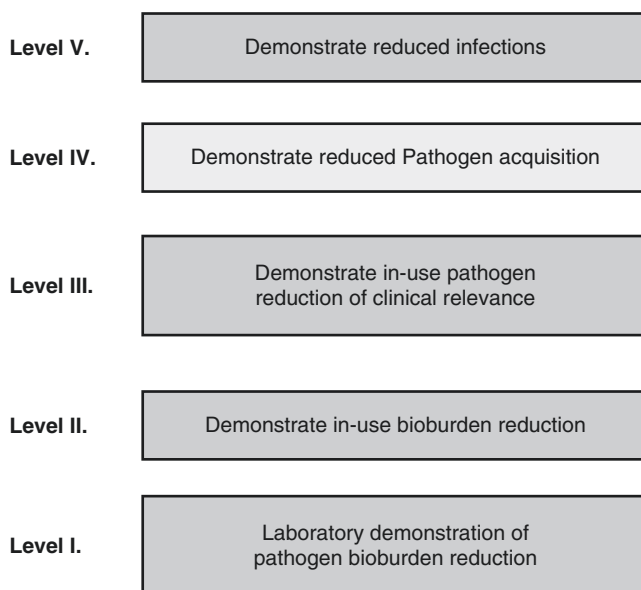 Level V.
Demonstrate reduced infections
Level IV.
Demonstrate reduced Pathogen acquisition
Level III.
Demonstrate in-use pathogen
reduction of clinical relevance
Level II.
Demonstrate in-use bioburden reduction
Level I.
Laboratory demonstration of
pathogen bioburden reduction